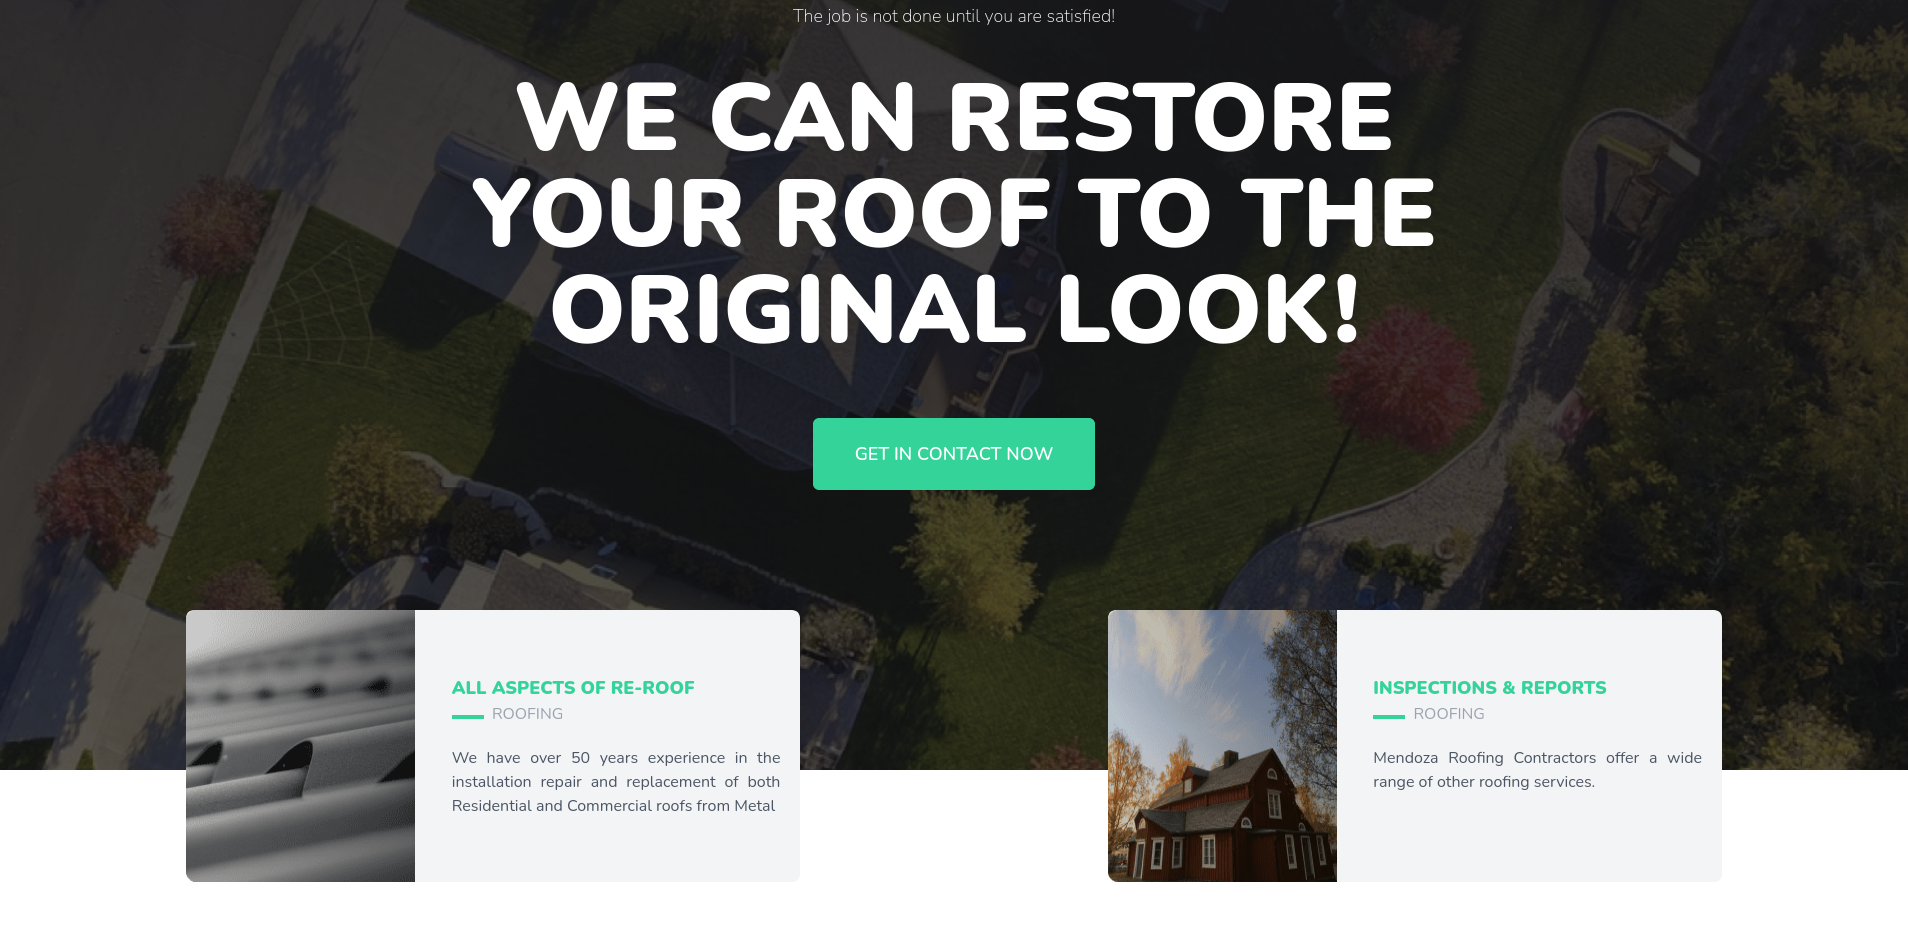 The job is not done until you are satisfied!
WE CAN RESTORE
YOUR ROOF TO THE
ORIGINAL LOOK!
GET IN CONTACT NOW
ALL ASPECTS OF RE-ROOF
ROOFING
We have over 50 years experience in the
installation repair and replacement of both
Residential and Commercial roofs from Metal
INSPECTIONS & REPORTS
ROOFING
Mendoza Roofing Contractors offer a wide
range of other roofing services.